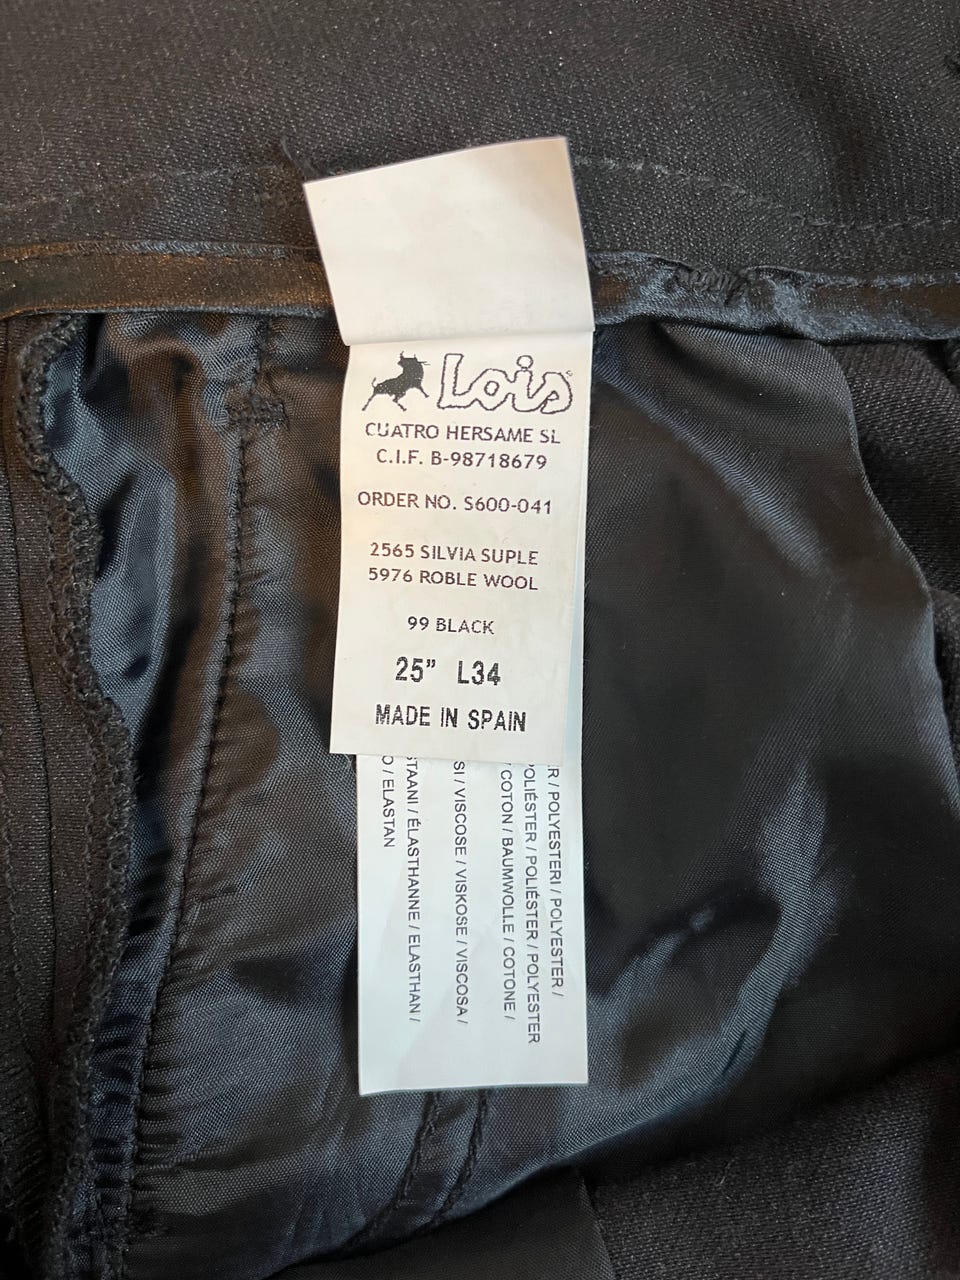 Lois
CUATRO HERSAME SL
C.I.F. B-98718679
ORDER NO. S600-041
2565 SILVIA SUPLE
5976 ROBLE WOOL
99 BLACK
25” L34
MADE IN SPAIN
/ POLYESTERI / POLYESTER /
/ POLIÉSTER / POLYESTER
/ COTON / BAUMWOLLE / COTONE /
/ VISCOSE / VISKOSE / VISCOSA /
/ ÉLASTHANNE / ELASTHAN /
/ ELASTAN